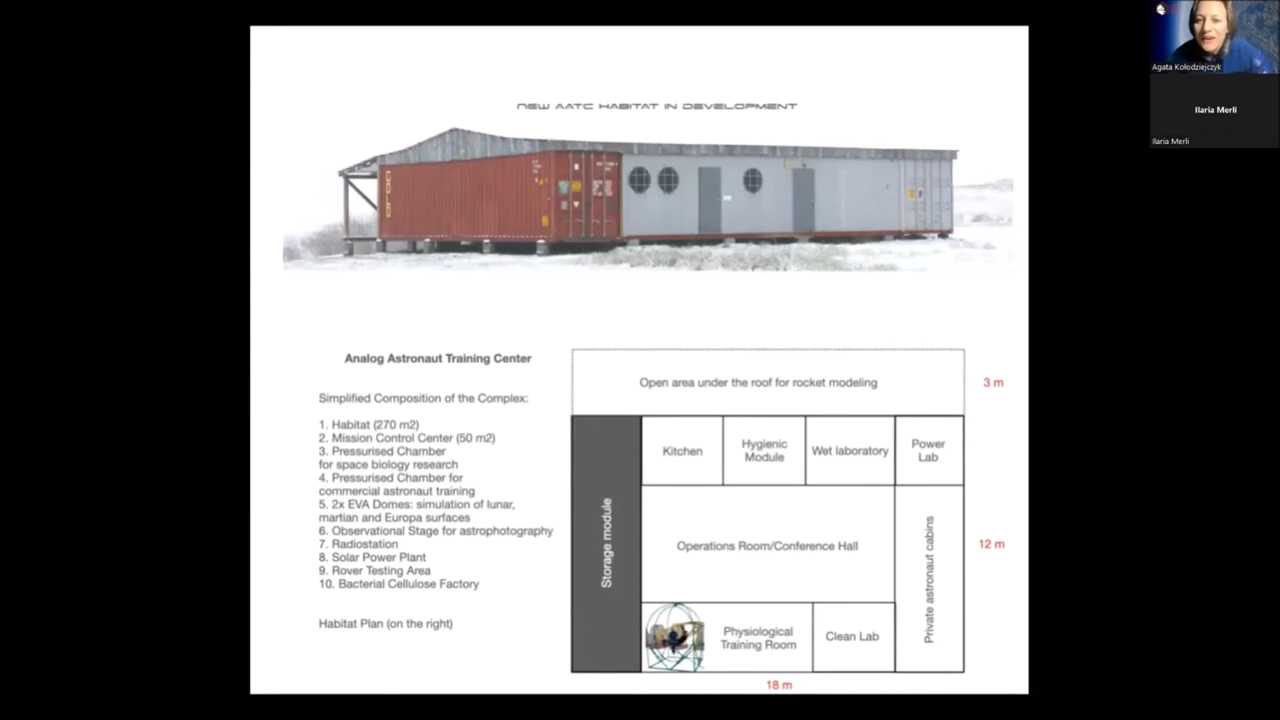 NEW AATC HABITAT IN DEVELOPMENT
Analog Astronaut Training Center
Simplified Composition of the Complex:
1. Habitat (270 m2)
2. Mission Control Center (50 m2)
3. Pressurised Chamber
for space biology research
4. Pressurised Chamber for
commercial astronaut training
5. 2x EVA Domes: simulation of lunar,
martian and Europa surfaces
6. Observational Stage for astrophotography
7. Radiostation
8. Solar Power Plant
9. Rover Testing Area
10. Bacterial Cellulose Factory
Habitat Plan (on the right)
Open area under the roof for rocket modeling
3 m
Storage module
Kitchen
Hygienic
Module
Wet laboratory
Power
Lab
Operations Room/Conference Hall
Private astronaut cabins
12 m
Physiological
Training Room
Clean Lab
18 m
Agata Kołodziejczyk
Ilaria Merli
Ilaria Merli